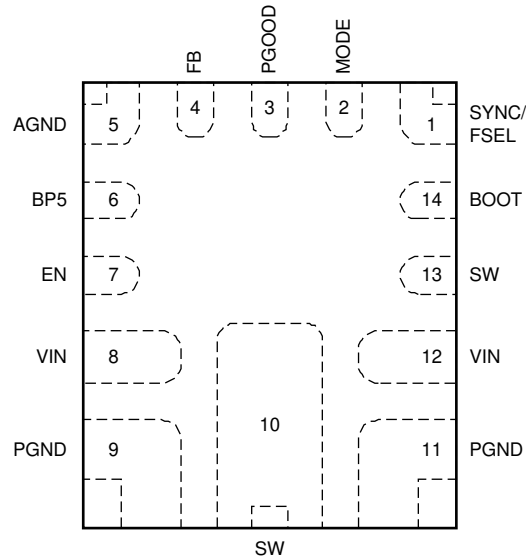 FB
PGOOD
MODE
4
3
2
AGND
5
1
SYNC/
FSEL
BP5
6
14
BOOT
EN
7
13
SW
VIN
8
12
VIN
10
PGND
9
11
PGND
SW